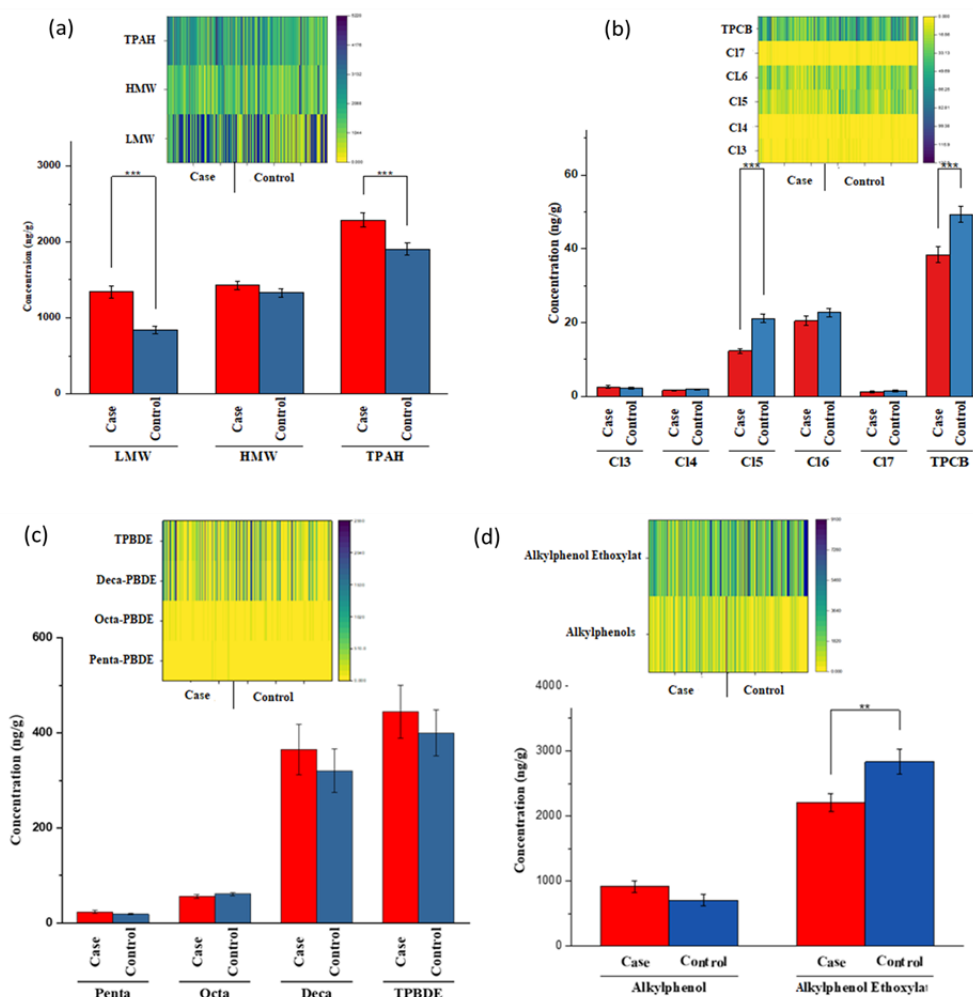 (a)
TPAH
HMW
LMW
Case Control
3000
2000
1000
0
Concentraion (ng/g)
***
***
Case Control Case Control Case Control
LMW HMW TPAH
(b)
TPCB
Cl7
CL6
Cl5
Cl4
Cl3
Case Control
60
40
20
0
Concentration (ng/g)
***
***
Case Control Case Control Case Control Case Control Case Control Case Control
Cl3 Cl4 Cl5 Cl6 Cl7 TPCB
(c)
TPBDE
Deca-PBDE
Octa-PBDE
Penta-PBDE
Case Control
600
400
200
0
Concentration (ng/g)
Case Control Case Control Case Control Case Control
Penta Octa Deca TPBDE
(d)
Alkylphenol Ethoxylat
Alkylphenols
Case Control
4000
3000
2000
1000
0
Concentration (ng/g)
**
Case Control Case Control
Alkylphenol Alkylphenol Ethoxylat